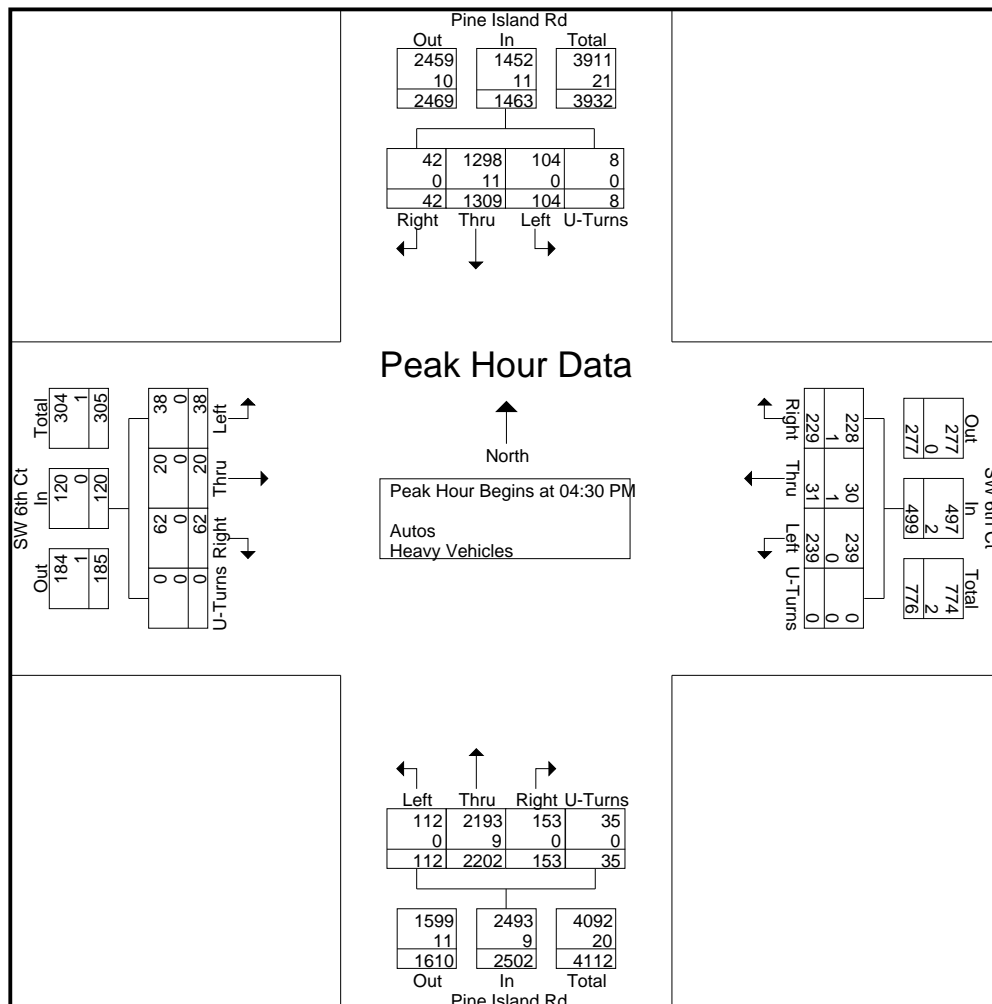 Pine Island Rd
Out In Total
2459 1452 3911
10 11 21
2469 1463 3932
42 1298 104 8
0 11 0 0
42 1309 104 8
Right Thru Left U-Turns
Peak Hour Data
North
Peak Hour Begins at 04:30 PM
Autos
Heavy Vehicles
SW 6th Ct
Out In Total
184 120 304
1 0 1
185 120 305
U-Turns Right Thru Left
0 62 20 38
0 0 0 0
0 62 20 38
SW 6th Ct
Out In Total
277 497 774
0 2 2
277 499 776
Right Thru Left U-Turns
228 30 239 0
1 1 0 0
229 31 239 0
Left Thru Right U-Turns
112 2193 153 35
0 9 0 0
112 2202 153 35
1599 2493 4092
11 9 20
1610 2502 4112
Out In Total
Pine Island Rd